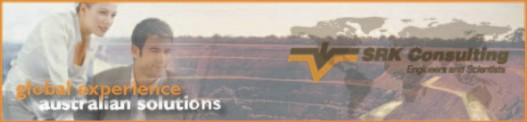 SRK Consulting
Engineers and Scientists
global experience
australian solutions